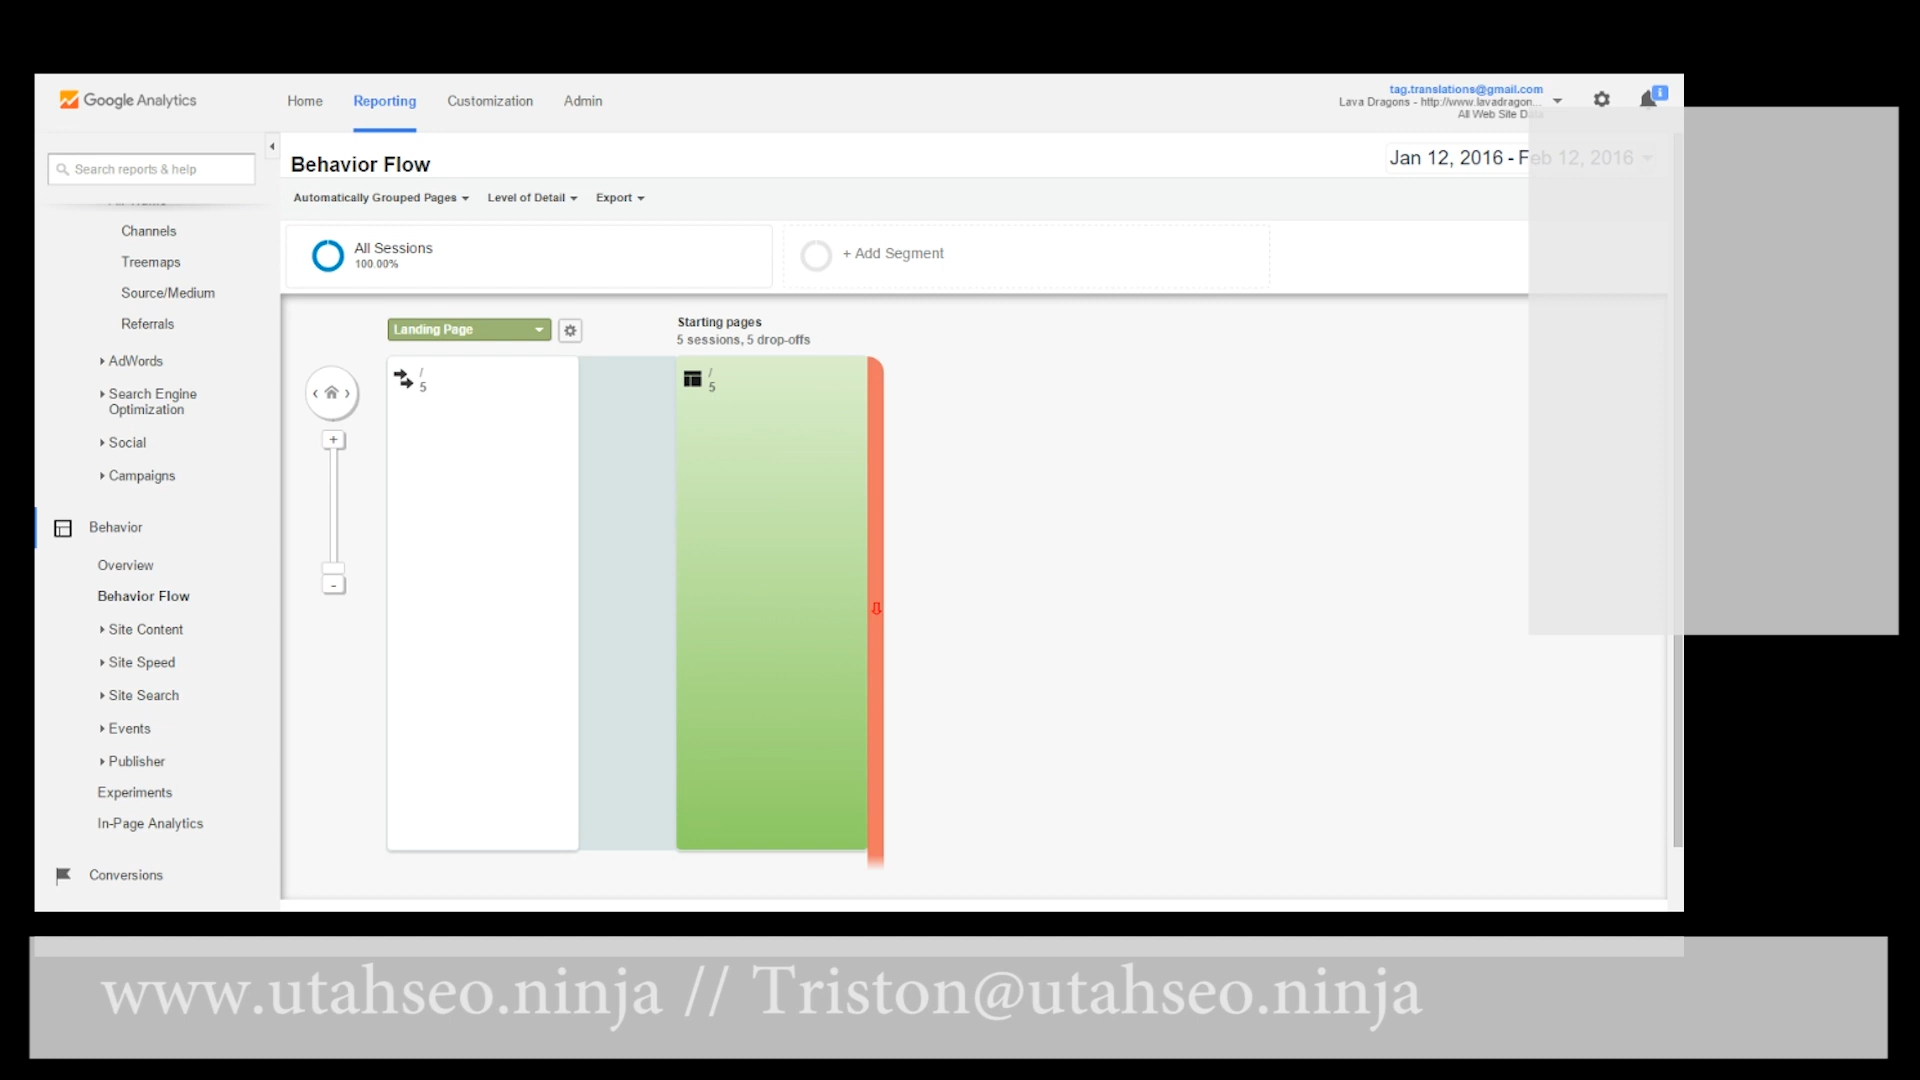 Google Analytics
Home
Reporting
Customization
Admin
tag.translations@gmail.com
Lava Dragons - http://www.lavadragon...
All Web Site Da
i
Search reports & help
Behavior Flow
Jan 12, 2016 - Feb 12, 2016
Automatically Grouped Pages
Level of Detail
Export
Channels
Treemaps
Source/Medium
Referrals
AdWords
Search Engine
Optimization
Social
Campaigns
Behavior
Overview
Behavior Flow
Site Content
Site Speed
Site Search
Events
Publisher
Experiments
In-Page Analytics
Conversions
All Sessions
100.00%
+ Add Segment
Landing Page
Starting pages
5 sessions, 5 drop-offs
/
5
/
5
+
-
www.utahseo.ninja // Triston@utahseo.ninja